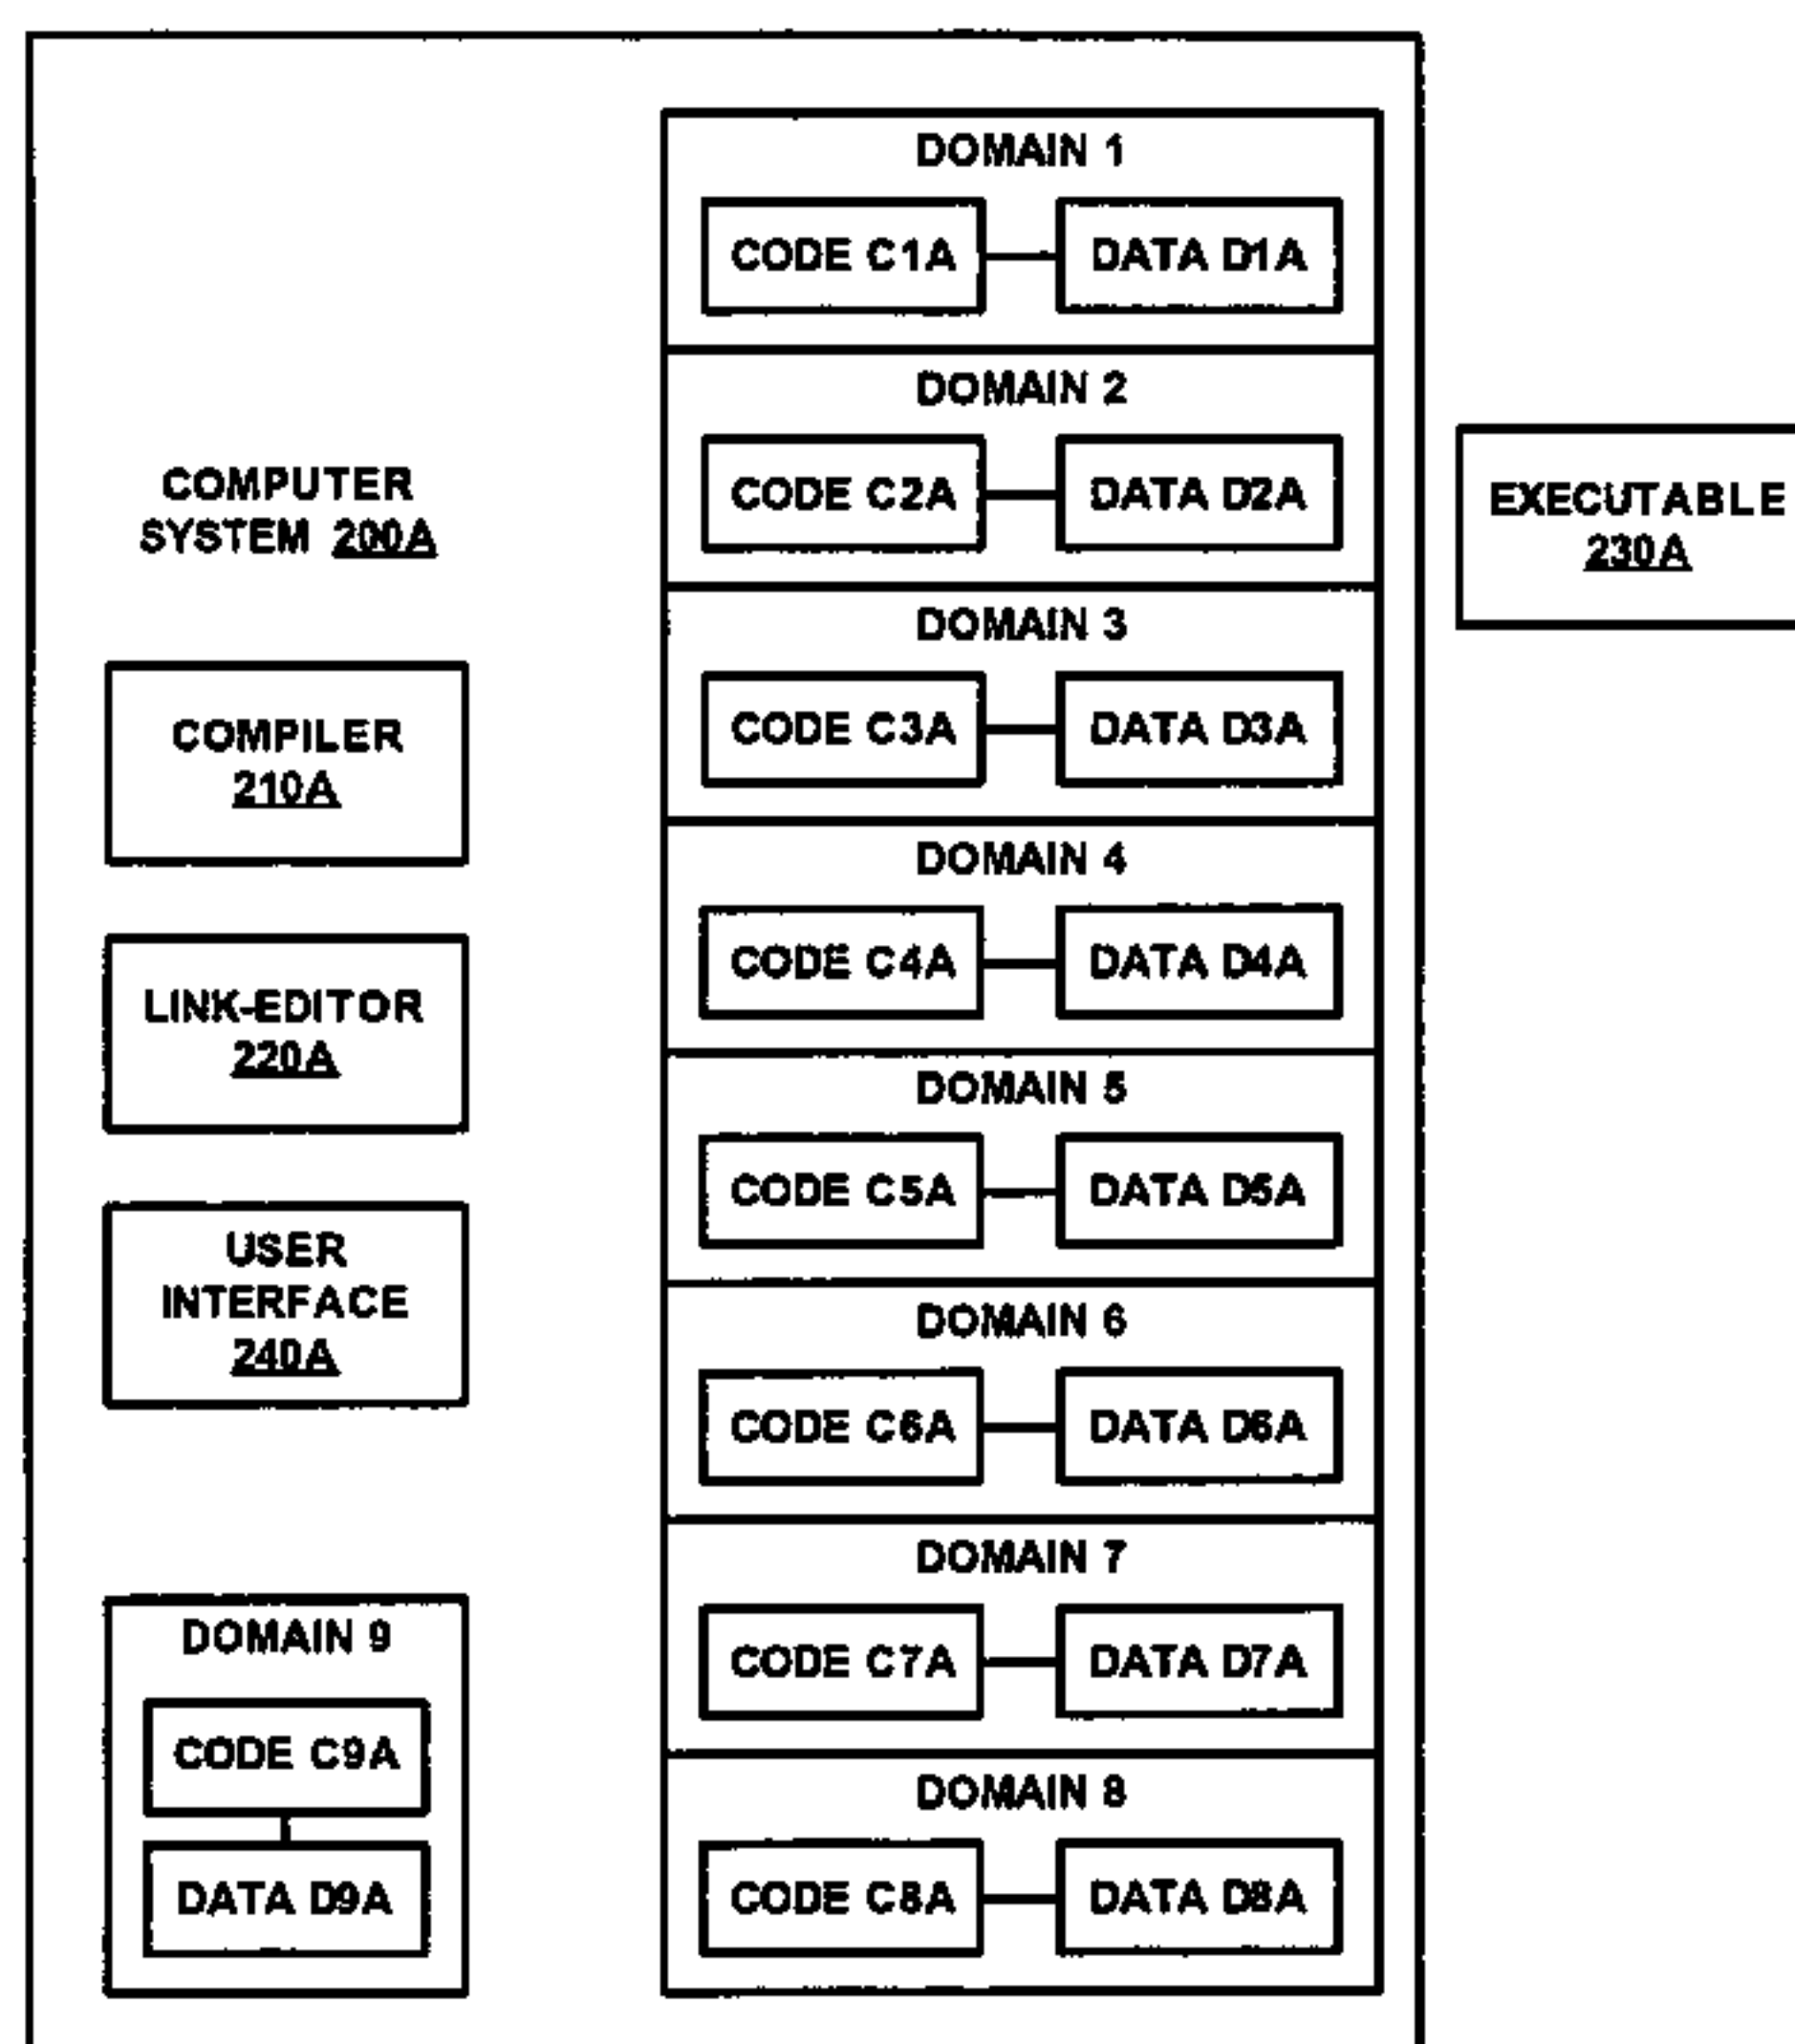 COMPUTER
SYSTEM 200A
COMPILER
210A
LINK-EDITOR
220A
USER
INTERFACE
240A
DOMAIN 9
CODE C9A
DATA D9A
DOMAIN 1
CODE C1A
DATA D1A
DOMAIN 2
CODE C2A
DATA D2A
DOMAIN 3
CODE C3A
DATA D3A
DOMAIN 4
CODE C4A
DATA D4A
DOMAIN 5
CODE C5A
DATA D5A
DOMAIN 6
CODE C6A
DATA D6A
DOMAIN 7
CODE C7A
DATA D7A
DOMAIN 8
CODE C8A
DATA D8A
EXECUTABLE
230A